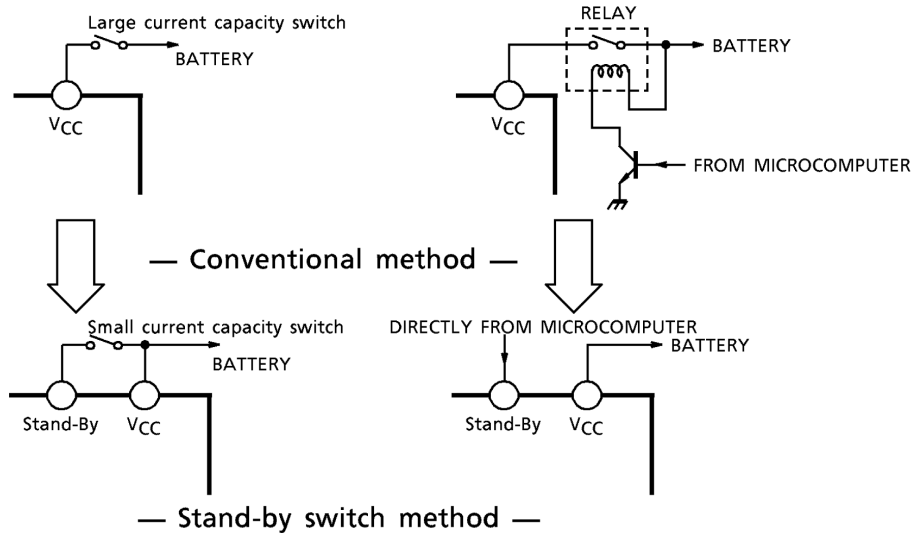 Large current capacity switch
BATTERY
VCC
RELAY
BATTERY
VCC
FROM MICROCOMPUTER
— Conventional method —
Small current capacity switch
BATTERY
Stand-By
VCC
DIRECTLY FROM MICROCOMPUTER
BATTERY
Stand-By
VCC
— Stand-by switch method —